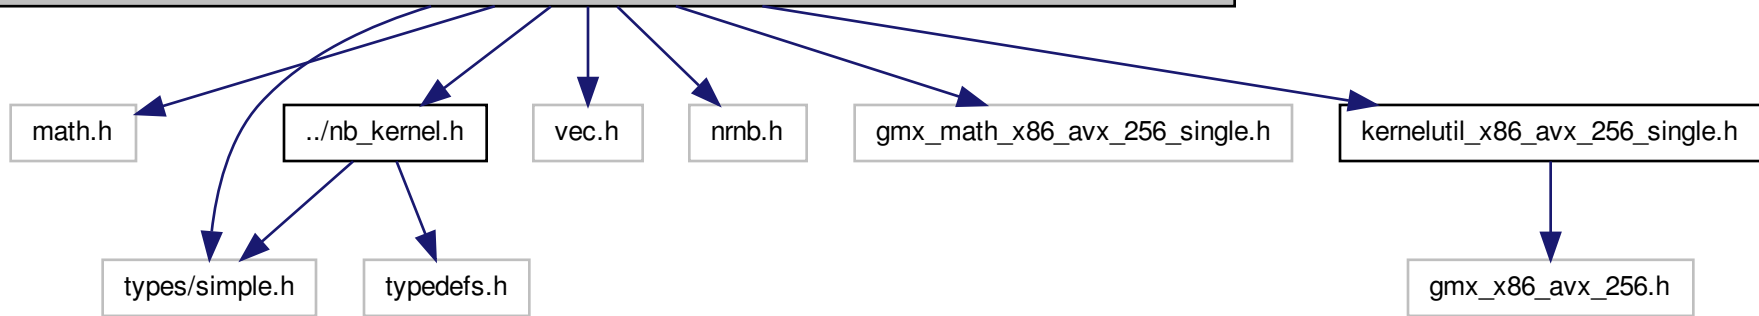 math.h
../nb_kernel.h
vec.h
nrnb.h
gmx_math_x86_avx_256_single.h
kernelutil_x86_avx_256_single.h
types/simple.h
typedefs.h
gmx_x86_avx_256.h